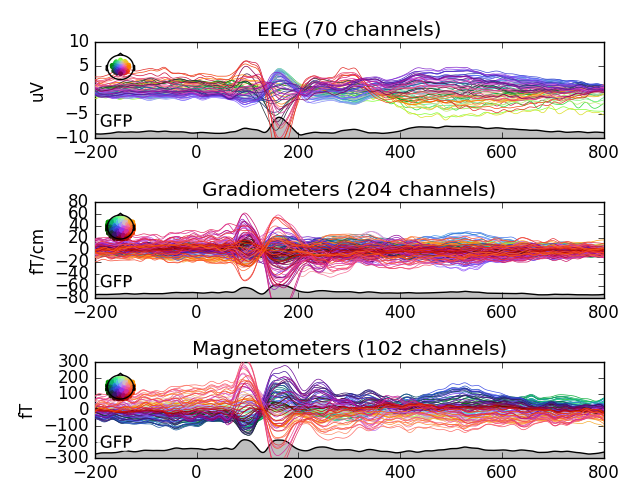 EEG (70 channels)
10
5
0
−5
−10
uV
GFP
−200 0 200 400 600 800
Gradiometers (204 channels)
80
60
40
20
0
−20
−40
−60
−80
fT/cm
GFP
−200 0 200 400 600 800
Magnetometers (102 channels)
300
200
100
0
−100
−200
−300
fT
GFP
−200 0 200 400 600 800